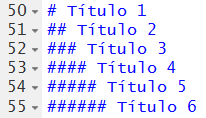 50 # Título 1
51 ## Título 2
52 ### Título 3
53 #### Título 4
54 ##### Título 5
55 ###### Título 6